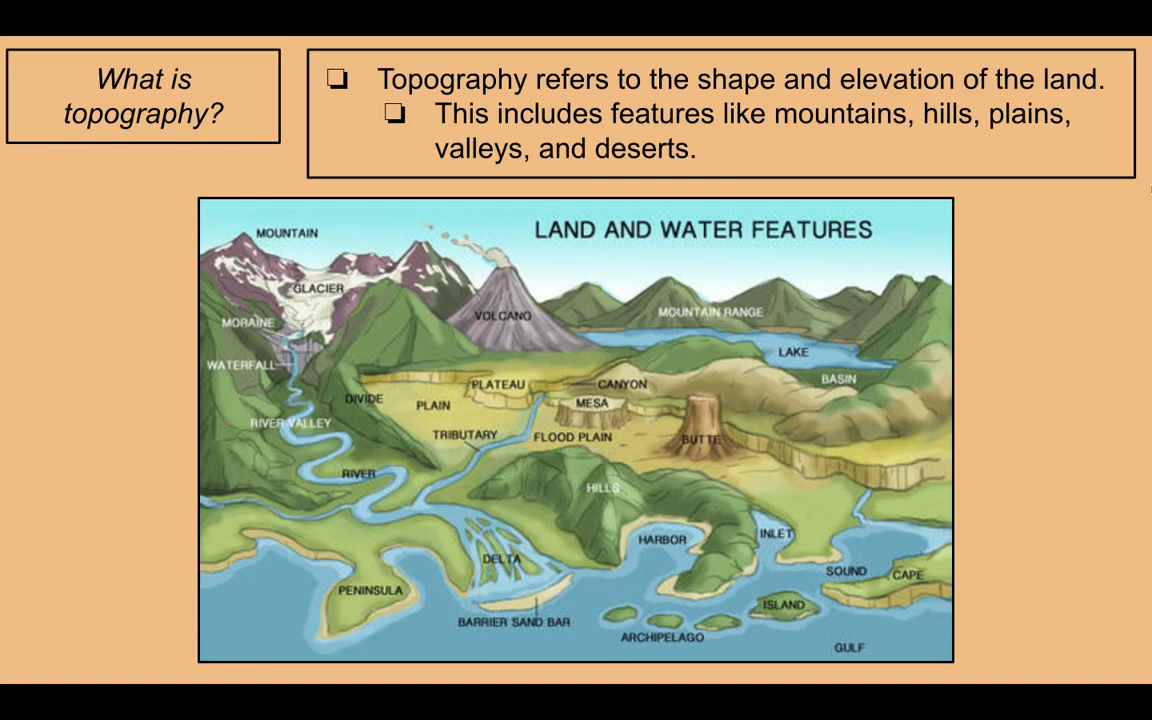 What is
topography?
❏ Topography refers to the shape and elevation of the land.
❏ This includes features like mountains, hills, plains,
valleys, and deserts.
LAND AND WATER FEATURES
MOUNTAIN
GLACIER
VOLCANO
MOUNTAIN RANGE
MORAINE
LAKE
WATERFALL
BASIN
PLATEAU
CANYON
DIVIDE
PLAIN
MESA
RIVER VALLEY
TRIBUTARY
FLOOD PLAIN
BUTTE
RIVER
HILLS
HARBOR
INLET
DELTA
SOUND
CAPE
PENINSULA
ISLAND
BARRIER SAND BAR
ARCHIPELAGO
GULF